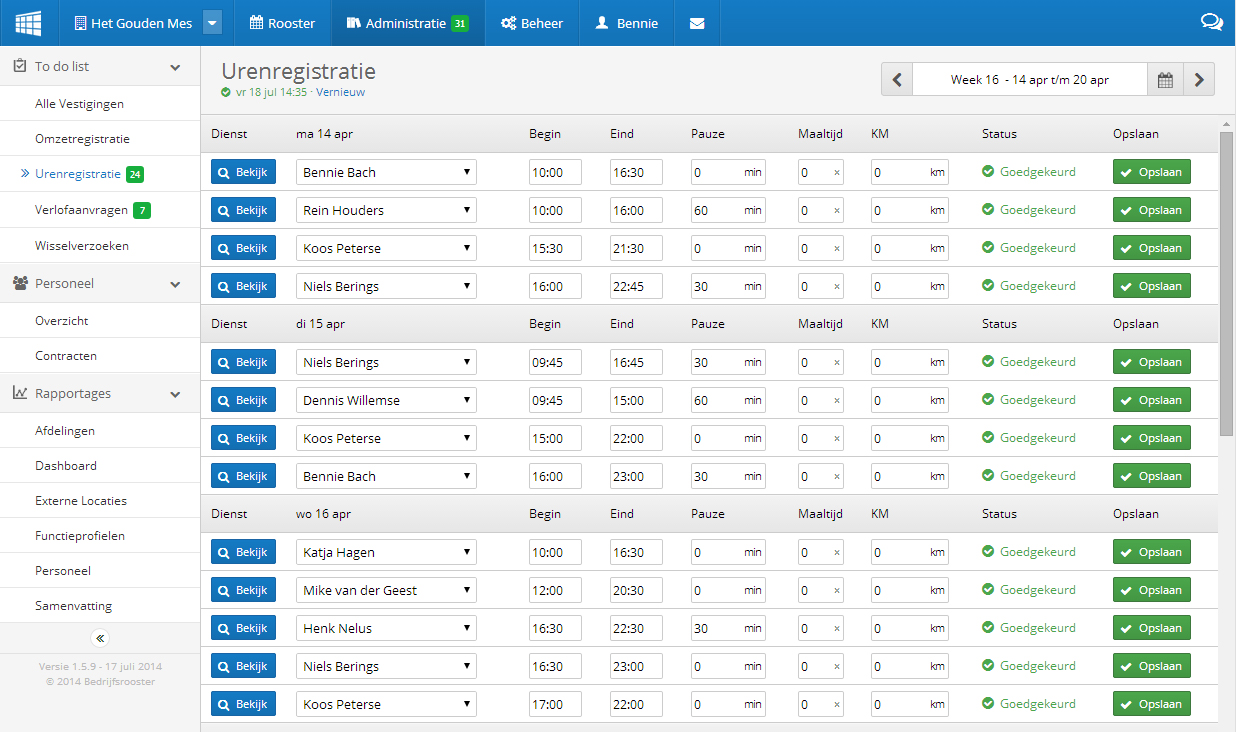 Het Gouden Mes Rooster Administratie 31 Beheer Bennie
To do list
Alle Vestigingen
Omzetregistratie
Urenregistratie 24
Verlofaanvragen 7
Wisselverzoeken
Personeel
Overzicht
Contracten
Rapportages
Afdelingen
Dashboard
Externe Locaties
Functieprofielen
Personeel
Samenvatting
«
Versie 1.5.9 - 17 juli 2014
© 2014 Bedrijfsrooster
Urenregistratie
vr 18 jul 14:35 · Vernieuw
Week 16 - 14 apr t/m 20 apr
Dienst ma 14 apr Begin Eind Pauze Maaltijd KM Status Opslaan
Bekijk Bennie Bach 10:00 16:30 0 min 0 × 0 km Goedgekeurd Opslaan
Bekijk Rein Houders 10:00 16:00 60 min 0 × 0 km Goedgekeurd Opslaan
Bekijk Koos Peterse 15:30 21:30 0 min 0 × 0 km Goedgekeurd Opslaan
Bekijk Niels Berings 16:00 22:45 30 min 0 × 0 km Goedgekeurd Opslaan
Dienst di 15 apr Begin Eind Pauze Maaltijd KM Status Opslaan
Bekijk Niels Berings 09:45 16:45 30 min 0 × 0 km Goedgekeurd Opslaan
Bekijk Dennis Willemse 09:45 15:00 60 min 0 × 0 km Goedgekeurd Opslaan
Bekijk Koos Peterse 15:00 22:00 0 min 0 × 0 km Goedgekeurd Opslaan
Bekijk Bennie Bach 16:00 23:00 30 min 0 × 0 km Goedgekeurd Opslaan
Dienst wo 16 apr Begin Eind Pauze Maaltijd KM Status Opslaan
Bekijk Katja Hagen 10:00 16:30 0 min 0 × 0 km Goedgekeurd Opslaan
Bekijk Mike van der Geest 12:00 20:30 0 min 0 × 0 km Goedgekeurd Opslaan
Bekijk Henk Nelus 16:30 22:30 30 min 0 × 0 km Goedgekeurd Opslaan
Bekijk Niels Berings 16:30 23:00 0 min 0 × 0 km Goedgekeurd Opslaan
Bekijk Koos Peterse 17:00 22:00 0 min 0 × 0 km Goedgekeurd Opslaan